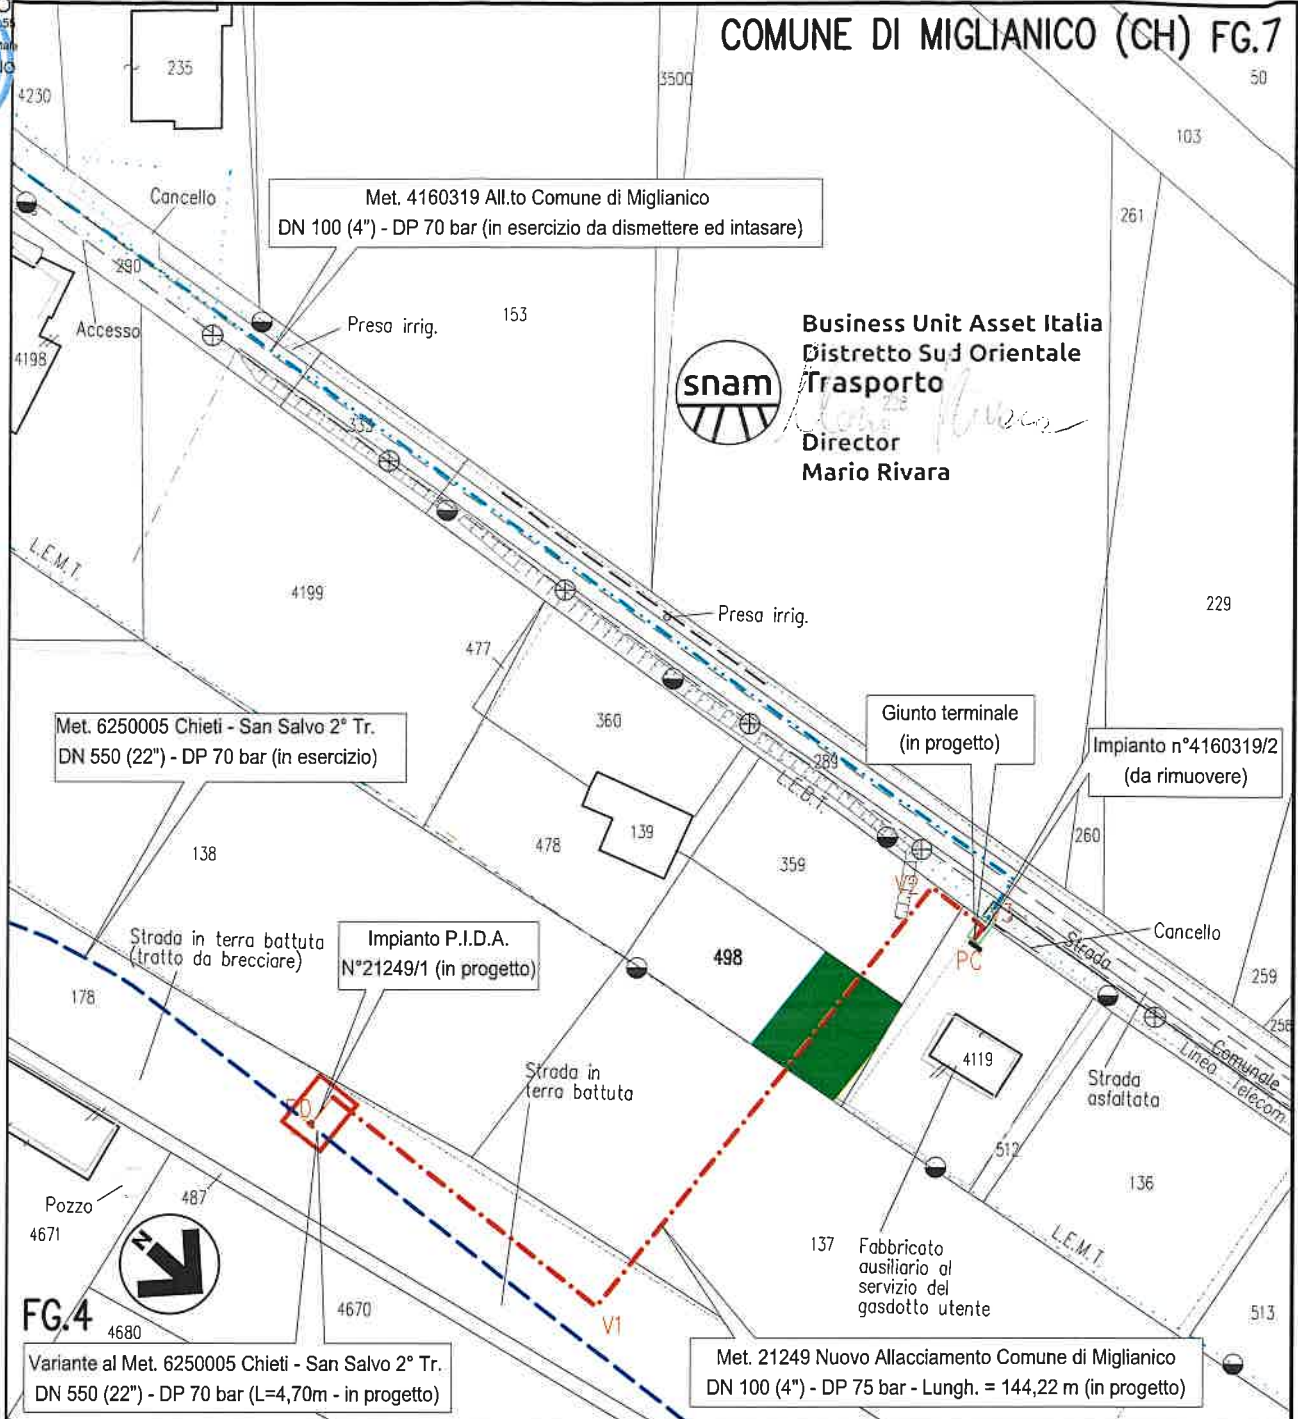 COMUNE DI MIGLIANICO (CH) FG.7
235
3500
50
4230
103
Cancello
Met. 4160319 All.to Comune di Miglianico
DN 100 (4") - DP 70 bar (in esercizio da dismettere ed intasare)
261
290
Accesso
Presa irrig.
153
4198
snam
Business Unit Asset Italia
Distretto Sud Orientale
Trasporto
Director
Mario Rivara
L.E.M.T.
4199
229
Presa irrig.
477
360
Met. 6250005 Chieti - San Salvo 2° Tr.
DN 550 (22") - DP 70 bar (in esercizio)
Giunto terminale
(in progetto)
Impianto n°4160319/2
(da rimuovere)
289
L.E.B.T.
139
478
260
138
359
Strada in terra battuta
(tratto da brecciare)
Impianto P.I.D.A.
N°21249/1 (in progetto)
498
PC
Strada
Cancello
259
178
258
4119
Strada in
terra battuta
Strada
asfaltata
Comunale
Linea Telecom
512
136
Pozzo
487
4671
N
137
Fabbricato
ausiliario al
servizio del
gasdotto utente
L.E.M.T.
FG.4
4670
V1
513
4680
Variante al Met. 6250005 Chieti - San Salvo 2° Tr.
DN 550 (22") - DP 70 bar (L=4,70m - in progetto)
Met. 21249 Nuovo Allacciamento Comune di Miglianico
DN 100 (4") - DP 75 bar - Lungh. = 144,22 m (in progetto)